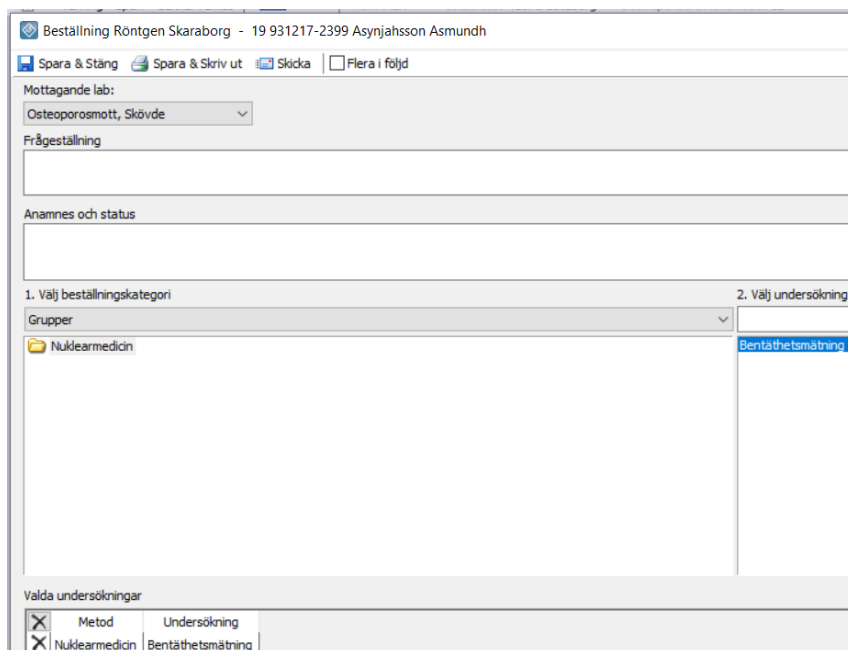 Beställning Röntgen Skaraborg - 19 931217-2399 Asynjahsson Asmundh
Spara & Stäng Spara & Skriv ut Skicka Flera i följd
Mottagande lab:
Osteoporosmott, Skövde
Frågeställning
Anamnes och status
1. Välj beställningskategori 2. Välj undersökning
Grupper
Nuklearmedicin Bentäthetsmätning
Valda undersökningar
Metod Undersökning
Nuklearmedicin Bentäthetsmätning